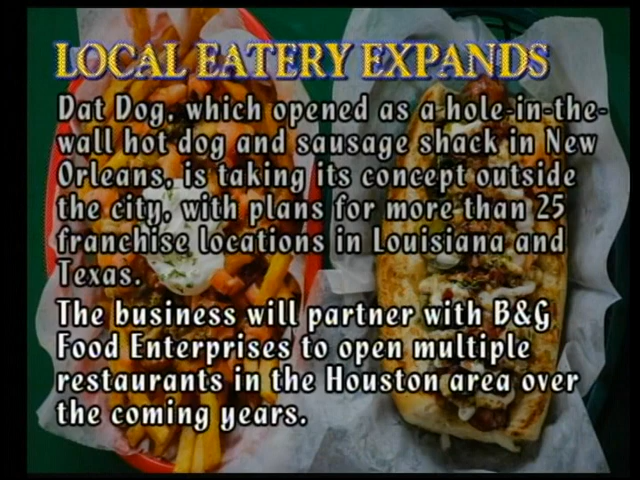 LOCAL EATERY EXPANDS
Dat Dog, which opened as a hole-in-the-
wall hot dog and sausage shack in New
Orleans, is taking its concept outside
the city, with plans for more than 25
franchise locations in Louisiana and
Texas.
The business will partner with B&G
Food Enterprises to open multiple
restaurants in the Houston area over
the coming years.